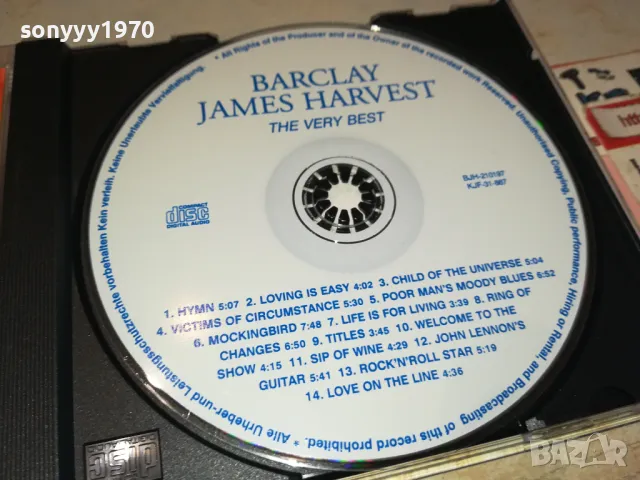 sonyyy1970
BARCLAY
JAMES HARVEST
THE VERY BEST
BJH-210197
KJF-31-987
COMPACT
disc
DIGITAL AUDIO
1. HYMN 5:07 2. LOVING IS EASY 4:02 3. CHILD OF THE UNIVERSE 5:04
4. VICTIMS OF CIRCUMSTANCE 5:30 5. POOR MAN'S MOODY BLUES 6:52
6. MOCKINGBIRD 7:48 7. LIFE IS FOR LIVING 3:39 8. RING OF
CHANGES 6:50 9. TITLES 3:45 10. WELCOME TO THE
SHOW 4:15 11. SIP OF WINE 4:29 12. JOHN LENNON'S
GUITAR 5:41 13. ROCK'N'ROLL STAR 5:19
14. LOVE ON THE LINE 4:36
* All Rights of the Producer and of the Owner of the recorded work Reserved. Unauthorised Copying, Public performance, Hiring or Rental, and Broadcasting of this record prohibited.
* Alle Urheber-und Leistungsschutzrechte vorbehalten Kein verleih. Keine Unerlaubte Vervielfältigung.
disc
BAZAR
bg